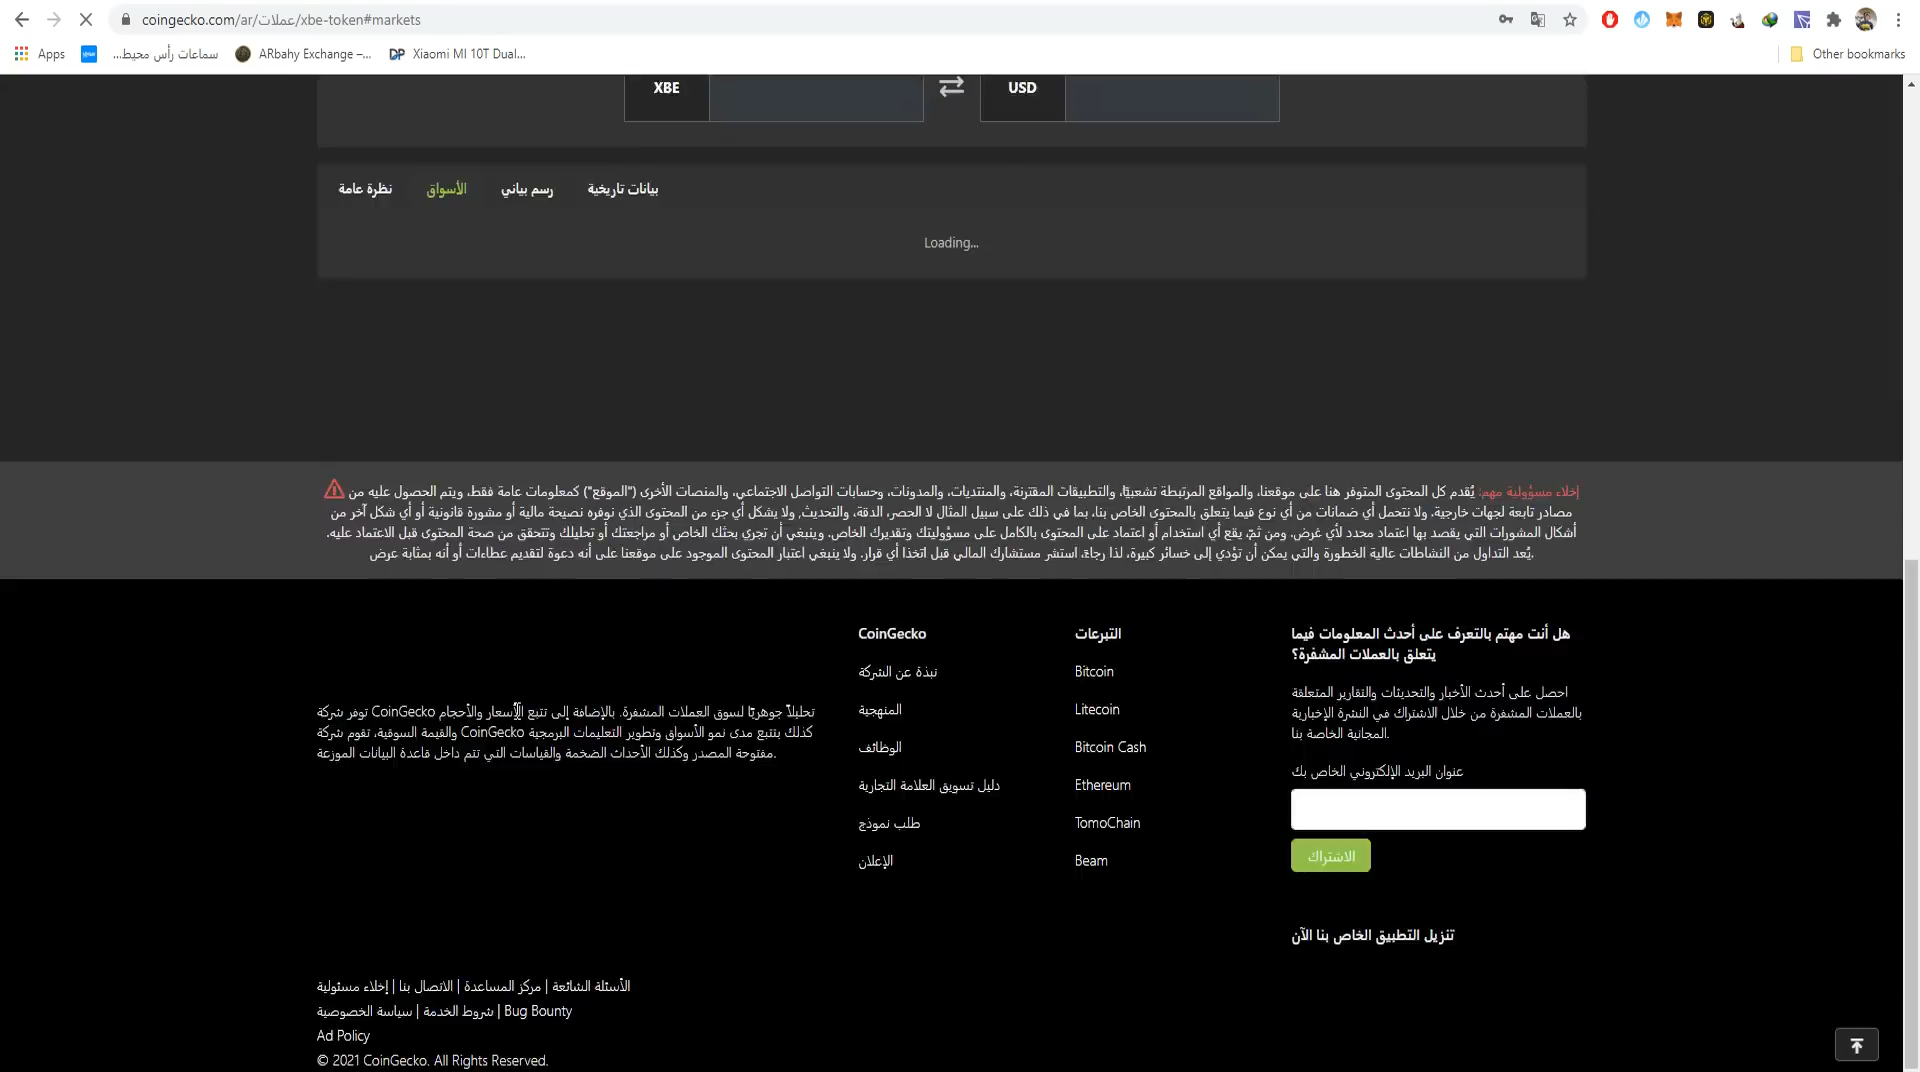 coingecko.com/ar/عملات/xbe-token#markets
Apps
سماعات رأس محيط...
ARbahy Exchange –...
Xiaomi MI 10T Dual...
Other bookmarks
XBE
USD
نظرة عامة
الأسواق
رسم بياني
بيانات تاريخية
Loading...
إخلاء مسؤولية مهم: يُقدم كل المحتوى المتوفر هنا على موقعنا، والمواقع المرتبطة تشعبيًا، والتطبيقات المقترنة، والمنتديات، والمدونات، وحسابات التواصل الاجتماعي، والمنصات الأخرى ("الموقع") كمعلومات عامة فقط، ويتم الحصول عليه من
مصادر تابعة لجهات خارجية. ولا نتحمل أي ضمانات من أي نوع فيما يتعلق بالمحتوى الخاص بنا، بما في ذلك على سبيل المثال لا الحصر، الدقة، والتحديث. ولا يشكل أي جزء من المحتوى الذي نوفره نصيحة مالية أو مشورة قانونية أو أي شكل آخر من
أشكال المشورات التي يقصد بها اعتماد محدد لأي غرض. ومن ثمّ، يقع أي استخدام أو اعتماد على المحتوى بالكامل على مسؤوليتك وتقديرك الخاص. وينبغي أن تجري بحثك الخاص أو مراجعتك أو تحليلك وتتحقق من صحة المحتوى قبل الاعتماد عليه.
يُعد التداول من النشاطات عالية الخطورة والتي يمكن أن تؤدي إلى خسائر كبيرة، لذا رجاءً، استشر مستشارك المالي قبل اتخذا أي قرار. ولا ينبغي اعتبار المحتوى الموجود على موقعنا على أنه دعوة لتقديم عطاءات أو أنه بمثابة عرض.
توفر شركة CoinGecko تحليلاً جوهريًا لسوق العملات المشفرة. بالإضافة إلى تتبع الأسعار والأحجام
والقيمة السوقية، تقوم شركة CoinGecko كذلك بتتبع مدى نمو الأسواق وتطوير التعليمات البرمجية
مفتوحة المصدر وكذلك الأحداث الضخمة والقياسات التي تتم داخل قاعدة البيانات الموزعة.
CoinGecko
نبذة عن الشركة
المنهجية
الوظائف
دليل تسويق العلامة التجارية
طلب نموذج
الإعلان
التبرعات
Bitcoin
Litecoin
Bitcoin Cash
Ethereum
TomoChain
Beam
هل أنت مهتم بالتعرف على أحدث المعلومات فيما
يتعلق بالعملات المشفرة؟
احصل على أحدث الأخبار والتحديثات والتقارير المتعلقة
بالعملات المشفرة من خلال الاشتراك في النشرة الإخبارية
المجانية الخاصة بنا.
عنوان البريد الإلكتروني الخاص بك
الاشتراك
تنزيل التطبيق الخاص بنا الآن
الأسئلة الشائعة | مركز المساعدة | الاتصال بنا | إخلاء مسئولية
سياسة الخصوصية | شروط الخدمة | Bug Bounty
Ad Policy
© 2021 CoinGecko. All Rights Reserved.